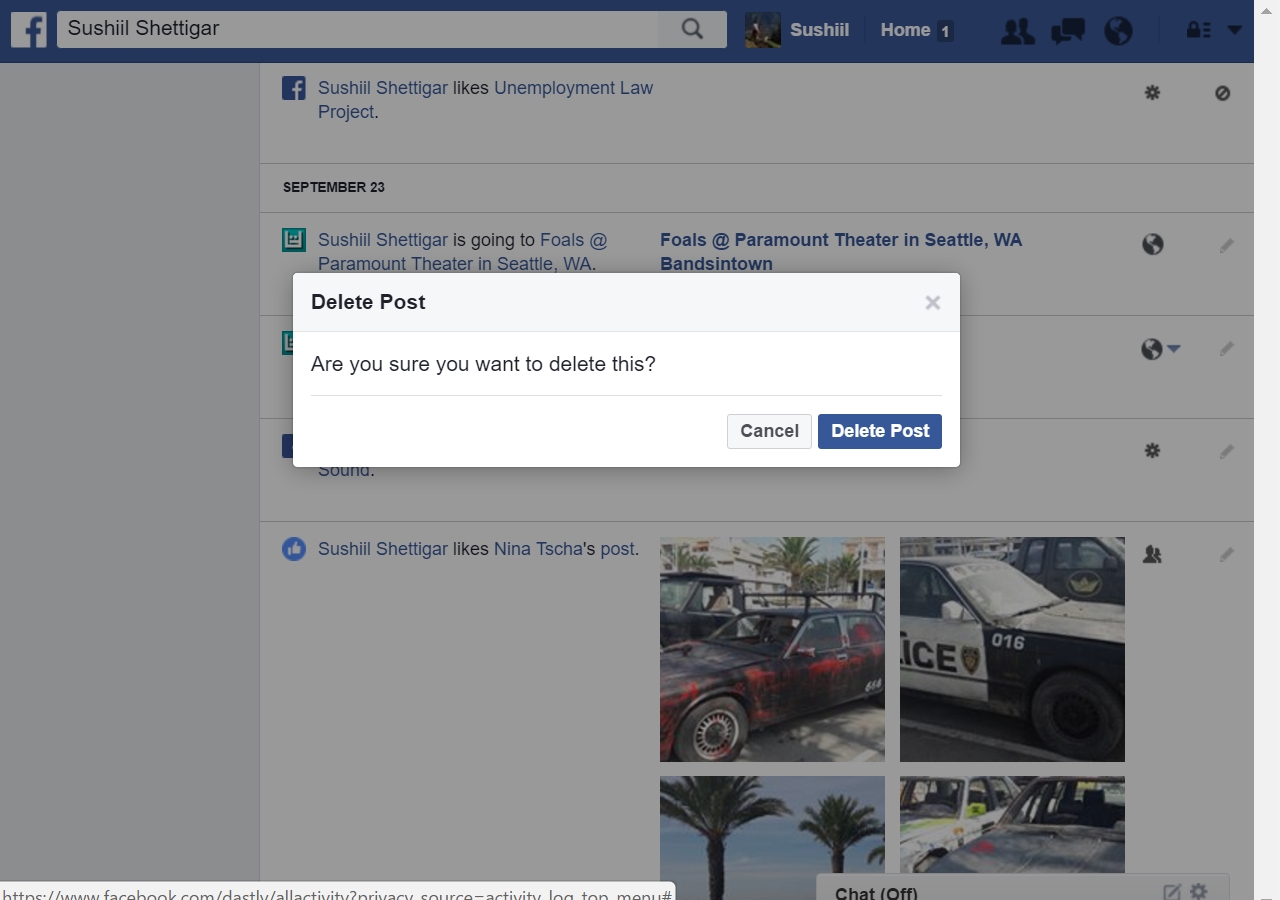 Sushiil Shettigar
Sushiil
Home 1
Sushiil Shettigar likes Unemployment Law
Project.
SEPTEMBER 23
Sushiil Shettigar is going to Foals @
Paramount Theater in Seattle, WA.
Foals @ Paramount Theater in Seattle, WA
Bandsintown
Delete Post
Are you sure you want to delete this?
Cancel
Delete Post
Sound.
Sushiil Shettigar likes Nina Tscha's post.
666
LICE
016
https://www.facebook.com/dastly/allactivity?privacy_source=activity_log_top_menu#
Chat (Off)